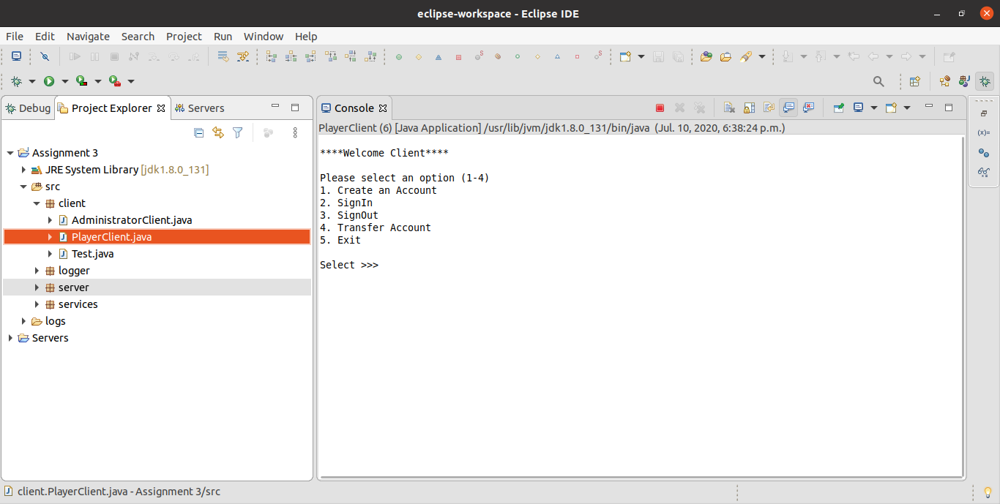 eclipse-workspace - Eclipse IDE
File Edit Navigate Search Project Run Window Help
Debug Project Explorer Servers
Assignment 3
JRE System Library [jdk1.8.0_131]
src
client
AdministratorClient.java
PlayerClient.java
Test.java
logger
server
services
logs
Servers
Console
PlayerClient (6) [Java Application] /usr/lib/jvm/jdk1.8.0_131/bin/java (Jul. 10, 2020, 6:38:24 p.m.)
****Welcome Client****
Please select an option (1-4)
1. Create an Account
2. SignIn
3. SignOut
4. Transfer Account
5. Exit
Select >>>
(x)=
client.PlayerClient.java - Assignment 3/src